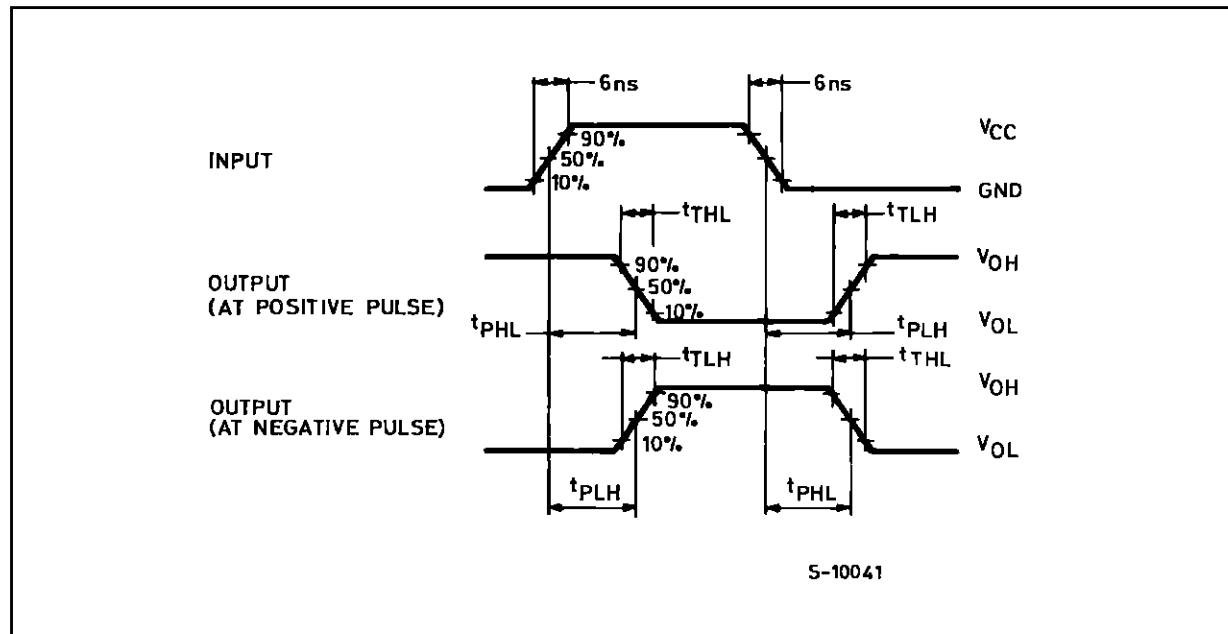 6ns 6ns
90% VCC
INPUT 50%
10% GND
tTHL tTLH
90% VOH
OUTPUT 50%
(AT POSITIVE PULSE) 10%
tPHL tPLH VOL
tTLH tTHL
VOH
90%
OUTPUT 50%
(AT NEGATIVE PULSE) 10% VOL
tPLH tPHL
S-10041